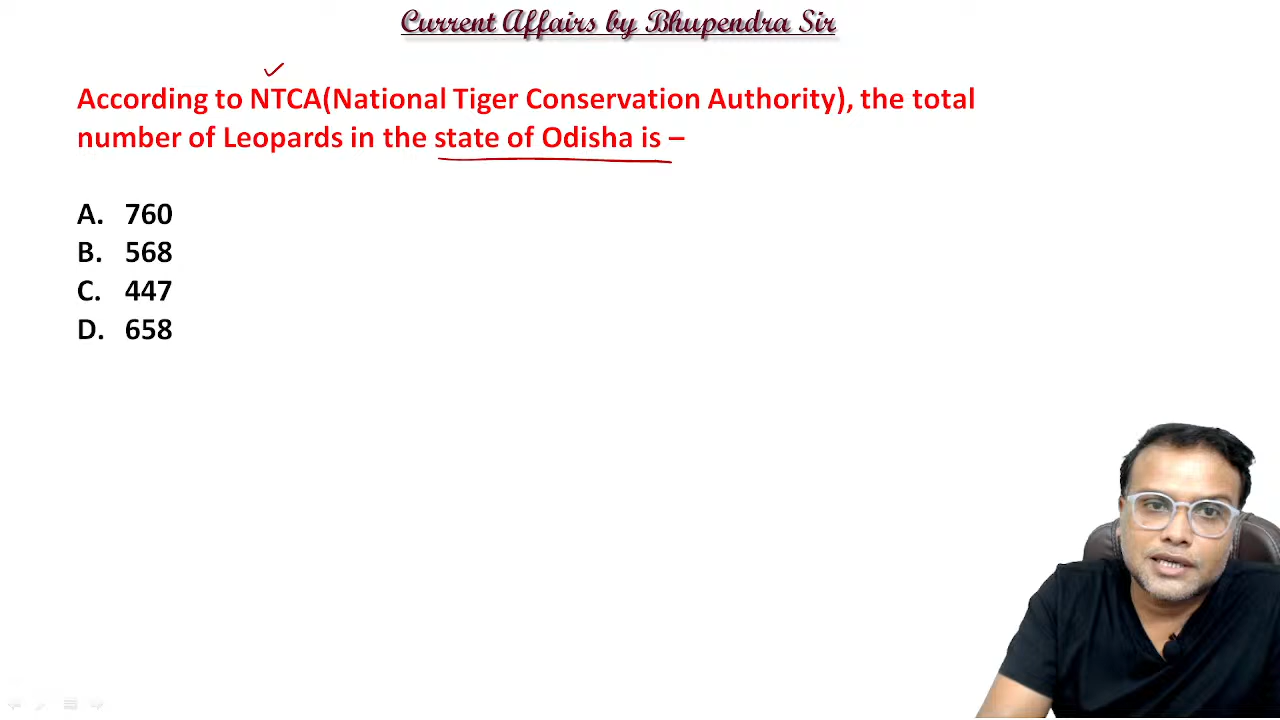 Current Affairs by Bhupendra Sir
According to NTCA(National Tiger Conservation Authority), the total
number of Leopards in the state of Odisha is –
A. 760
B. 568
C. 447
D. 658